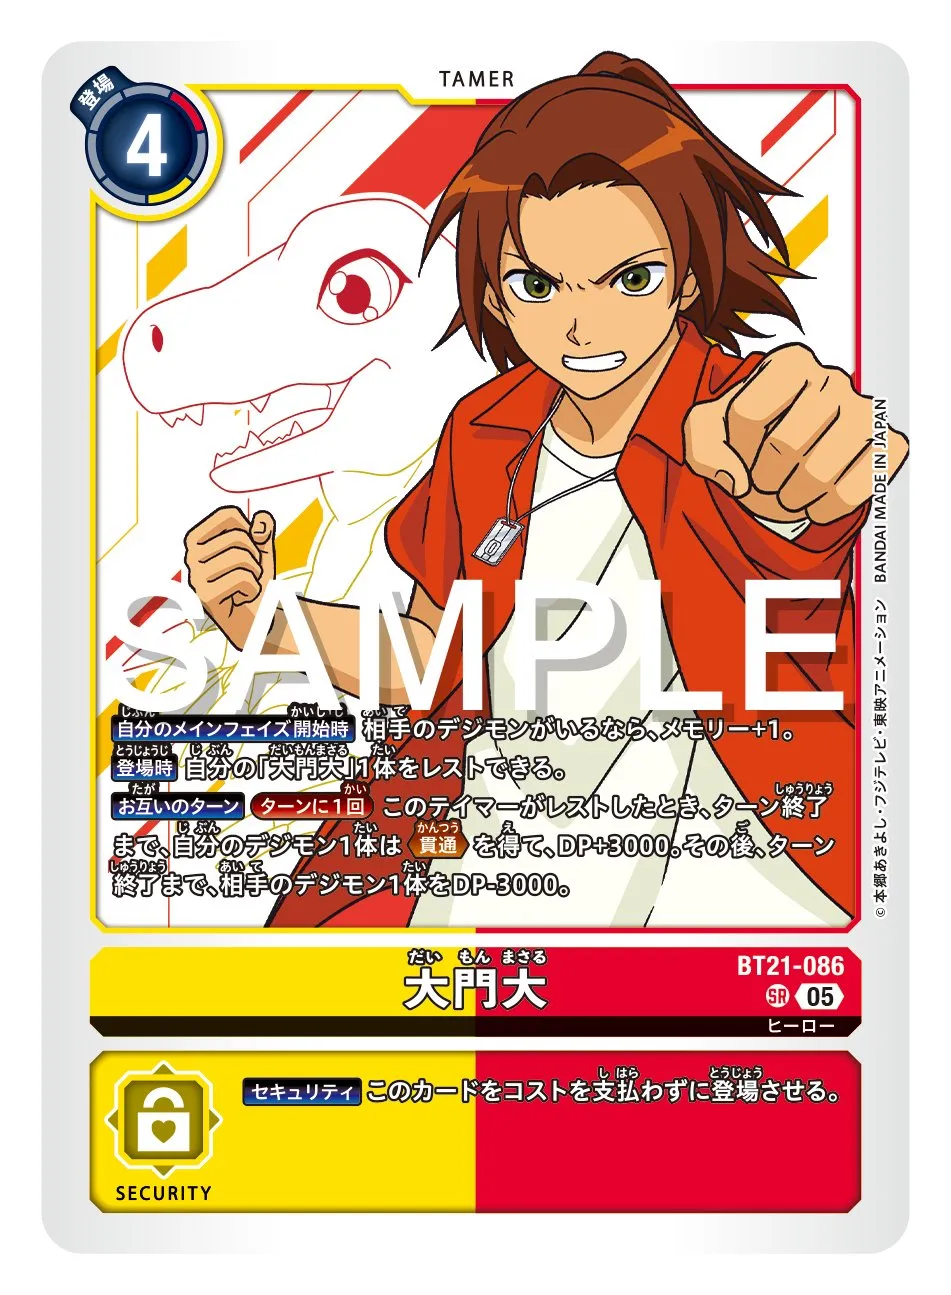 TAMER
登場
4
SAMPLE
自分のメインフェイズ開始時 相手のデジモンがいるなら、メモリー+1。
登場時 自分の「大門大」1体をレストできる。
お互いのターン ターンに1回 このテイマーがレストしたとき、ターン終了
まで、自分のデジモン1体は 貫通 を得て、DP+3000。その後、ターン
終了まで、相手のデジモン1体をDP-3000。
©本郷あきよし・フジテレビ・東映アニメーション BANDAI MADE IN JAPAN
だい もん まさる
大門大
BT21-086
SR 05
ヒーロー
セキュリティ このカードをコストを支払わずに登場させる。
SECURITY